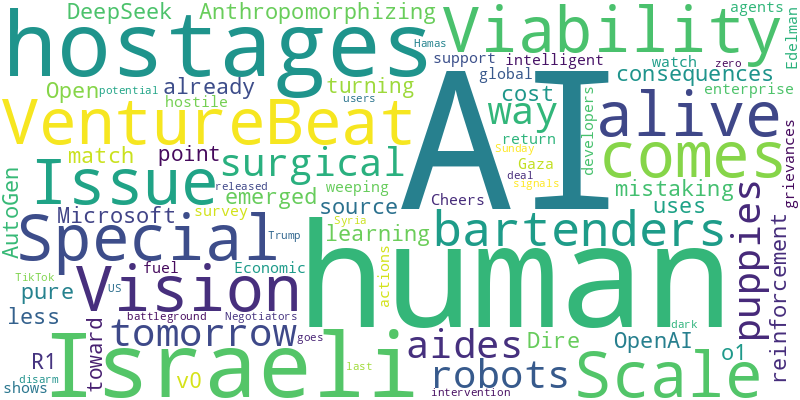 DeepSeek
Anthropomorphizing
Viability
agents
Edelman
hostages
Hamas
support
intelligent
watch
zero
Open
potential
already
turning
global
consequences
hostile
users
cost
enterprise
VentureBeat
AI
way
alive
developers
return
match
point
surgical
Sunday
Gaza
comes
grievances
Issue
released
weeping
deal
signals
mistaking
AutoGen
emerged
Cheers
Microsoft
survey
source
bartenders
uses
puppies
reinforcement
Special
Syria
Trump
learning
human
Vision
fuel
Economic
actions
TikTok
US
pure
less
battleground
Negotiators
tomorrow
goes
aides
Dire
OpenAI
dark
o1
R1
toward
Israeli
v0
last
robots
Scale
shows
disarm
intervention